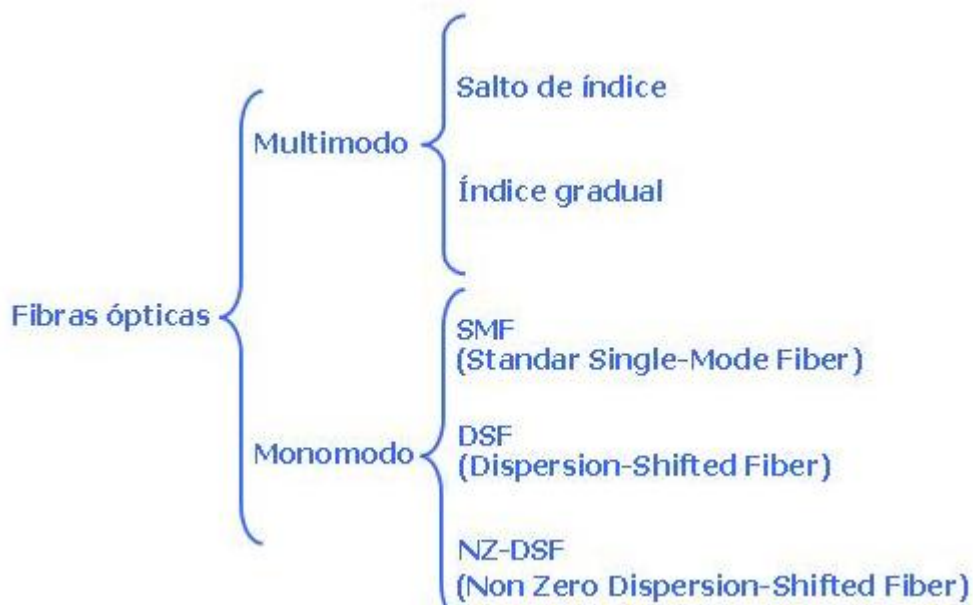 Salto de índice
Multimodo
Índice gradual
Fibras ópticas
SMF
(Standar Single-Mode Fiber)
DSF
Monomodo
(Dispersion-Shifted Fiber)
NZ-DSF
(Non Zero Dispersion-Shifted Fiber)